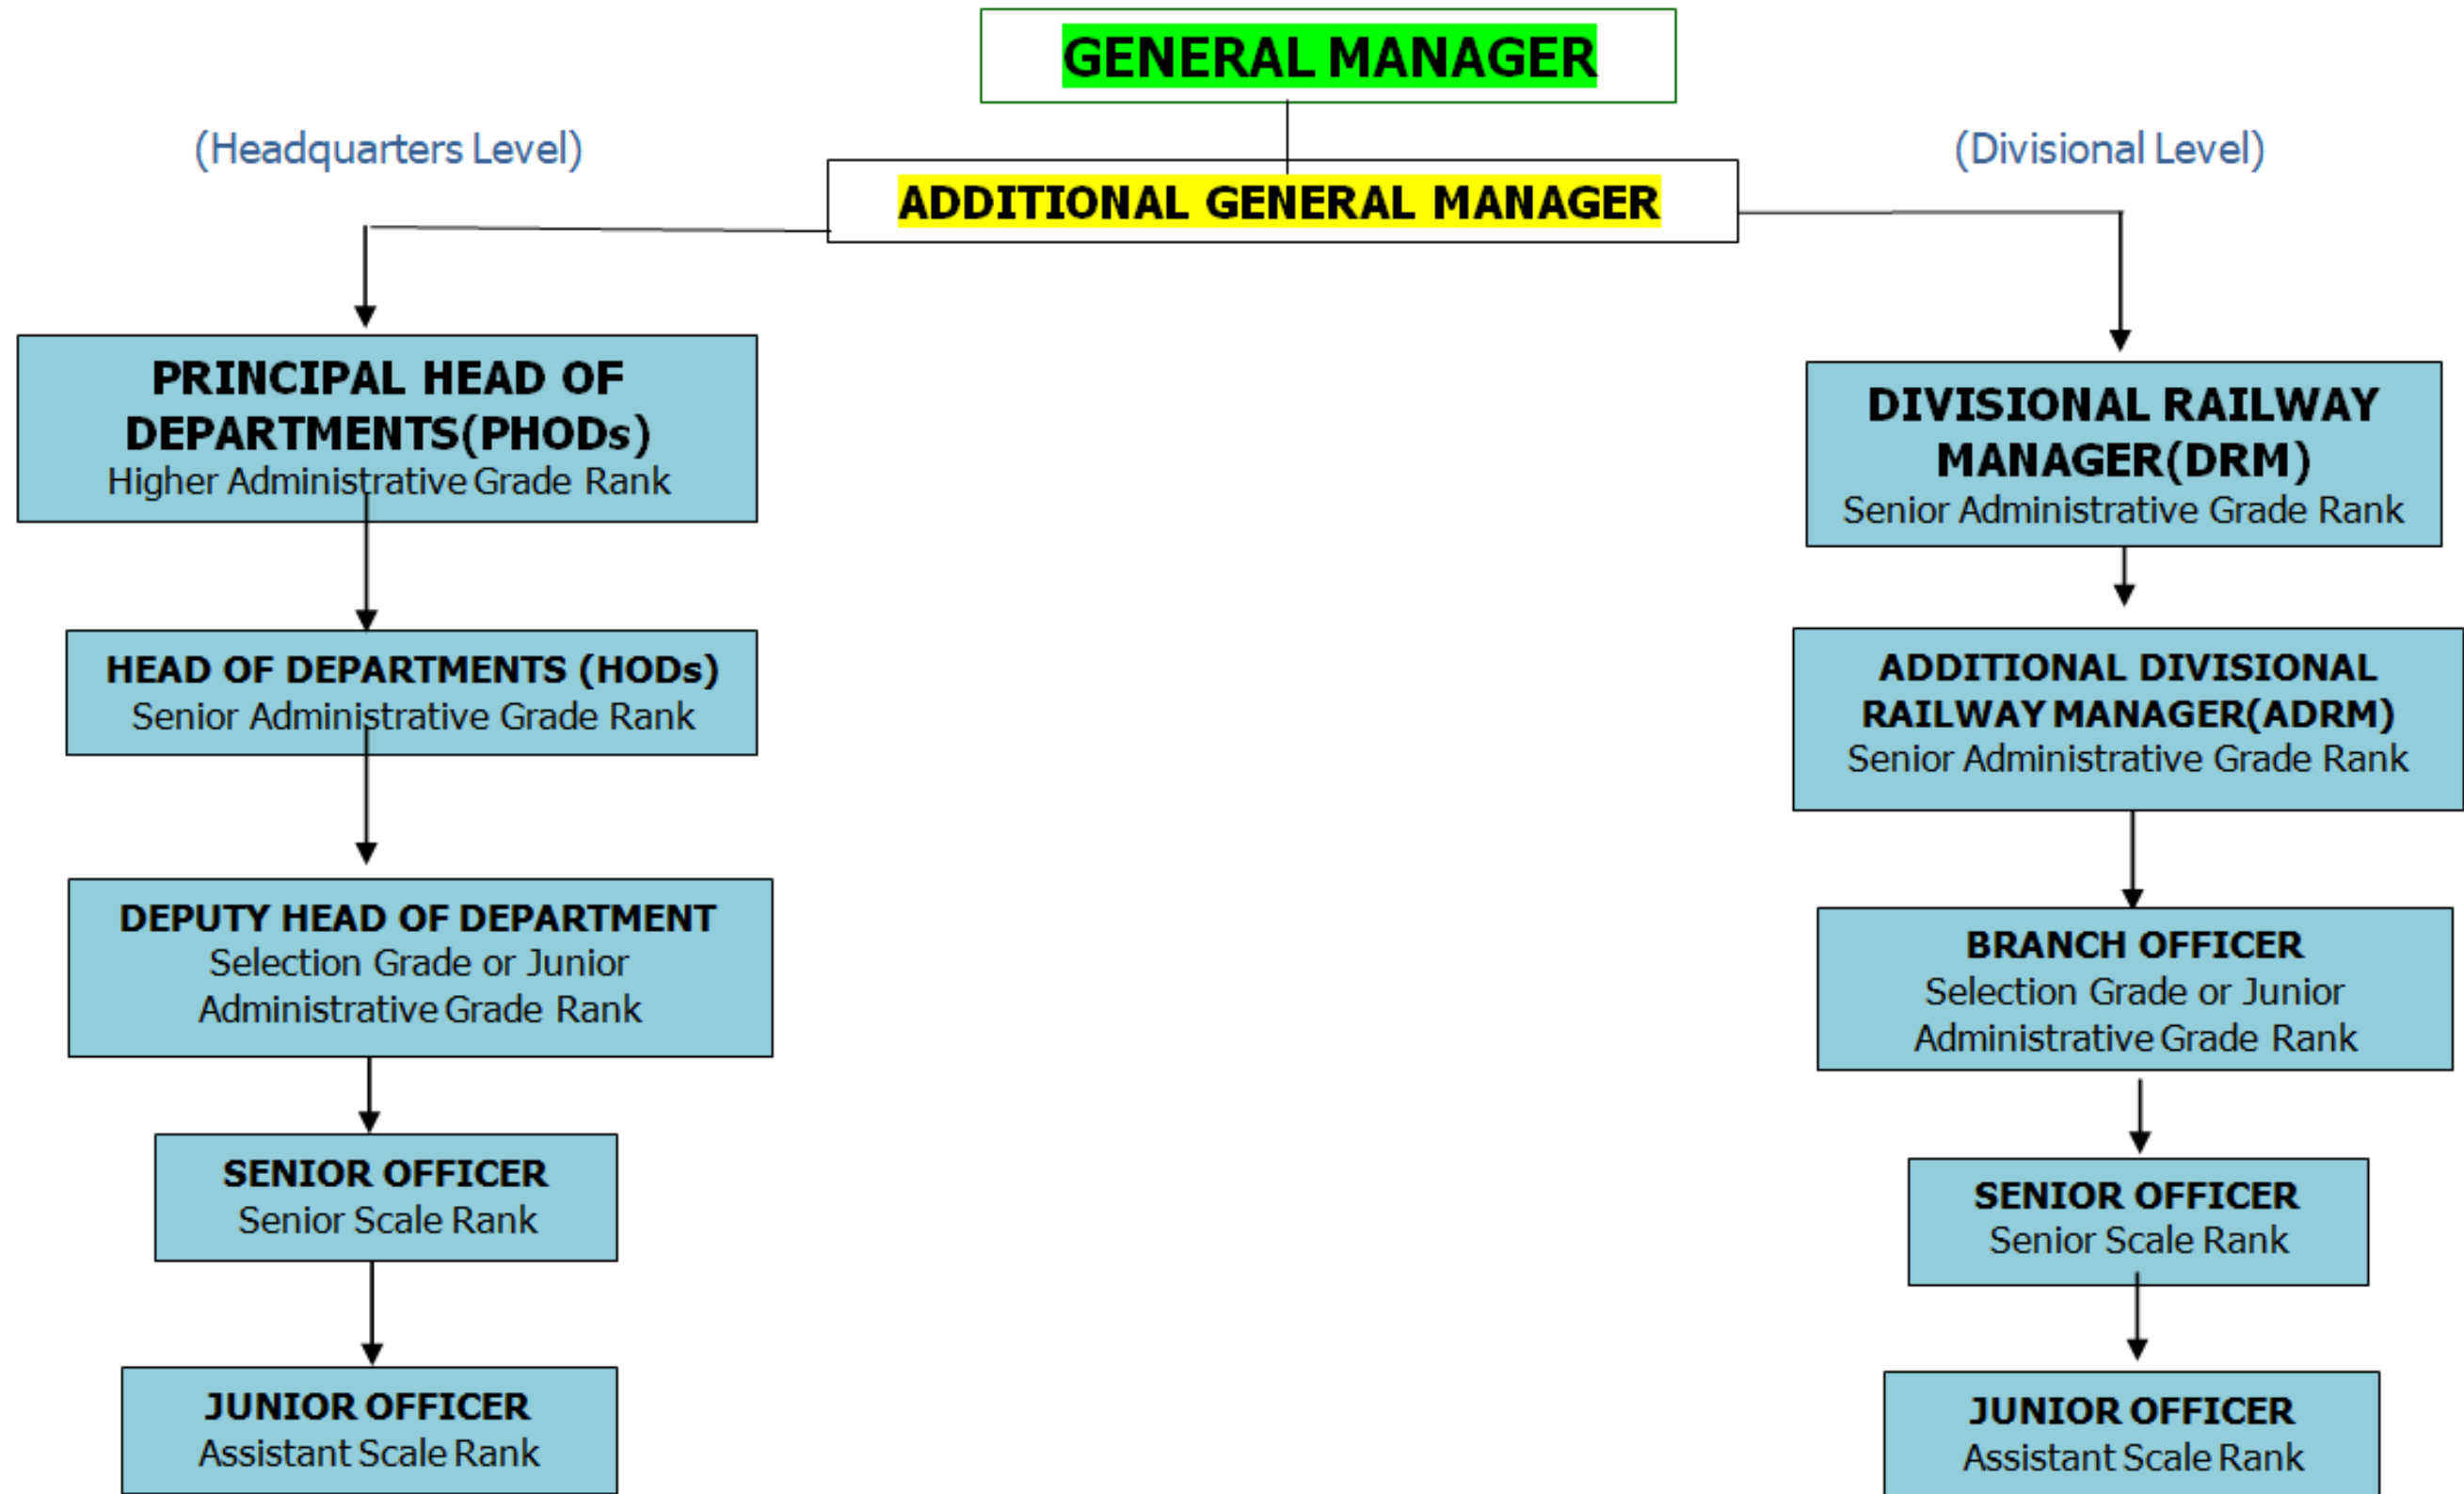 GENERAL MANAGER
(Headquarters Level)
(Divisional Level)
ADDITIONAL GENERAL MANAGER
PRINCIPAL HEAD OF
DEPARTMENTS(PHODs)
Higher Administrative Grade Rank
HEAD OF DEPARTMENTS (HODs)
Senior Administrative Grade Rank
DEPUTY HEAD OF DEPARTMENT
Selection Grade or Junior
Administrative Grade Rank
SENIOR OFFICER
Senior Scale Rank
JUNIOR OFFICER
Assistant Scale Rank
DIVISIONAL RAILWAY
MANAGER(DRM)
Senior Administrative Grade Rank
ADDITIONAL DIVISIONAL
RAILWAY MANAGER(ADRM)
Senior Administrative Grade Rank
BRANCH OFFICER
Selection Grade or Junior
Administrative Grade Rank
SENIOR OFFICER
Senior Scale Rank
JUNIOR OFFICER
Assistant Scale Rank